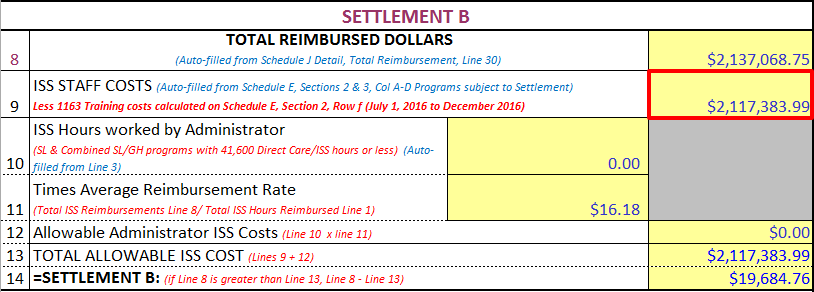 SETTLEMENT B
8 TOTAL REIMBURSED DOLLARS
(Auto-filled from Schedule J Detail, Total Reimbursement, Line 30) $2,137,068.75
ISS STAFF COSTS (Auto-filled from Schedule E, Sections 2 & 3, Col A-D Programs subject to Settlement)
9 Less 1163 Training costs calculated on Schedule E, Section 2, Row f (July 1, 2016 to December 2016) $2,117,383.99
ISS Hours worked by Administrator
(SL & Combined SL/GH programs with 41,600 Direct Care/ISS hours or less) (Auto-
10 filled from Line 3) 0.00
Times Average Reimbursement Rate
11 (Total ISS Reimbursements Line 8/ Total ISS Hours Reimbursed Line 1) $16.18
12 Allowable Administrator ISS Costs (Line 10 x line 11) $0.00
13 TOTAL ALLOWABLE ISS COST (Lines 9 + 12) $2,117,383.99
14 =SETTLEMENT B: (if Line 8 is greater than Line 13, Line 8 - Line 13) $19,684.76